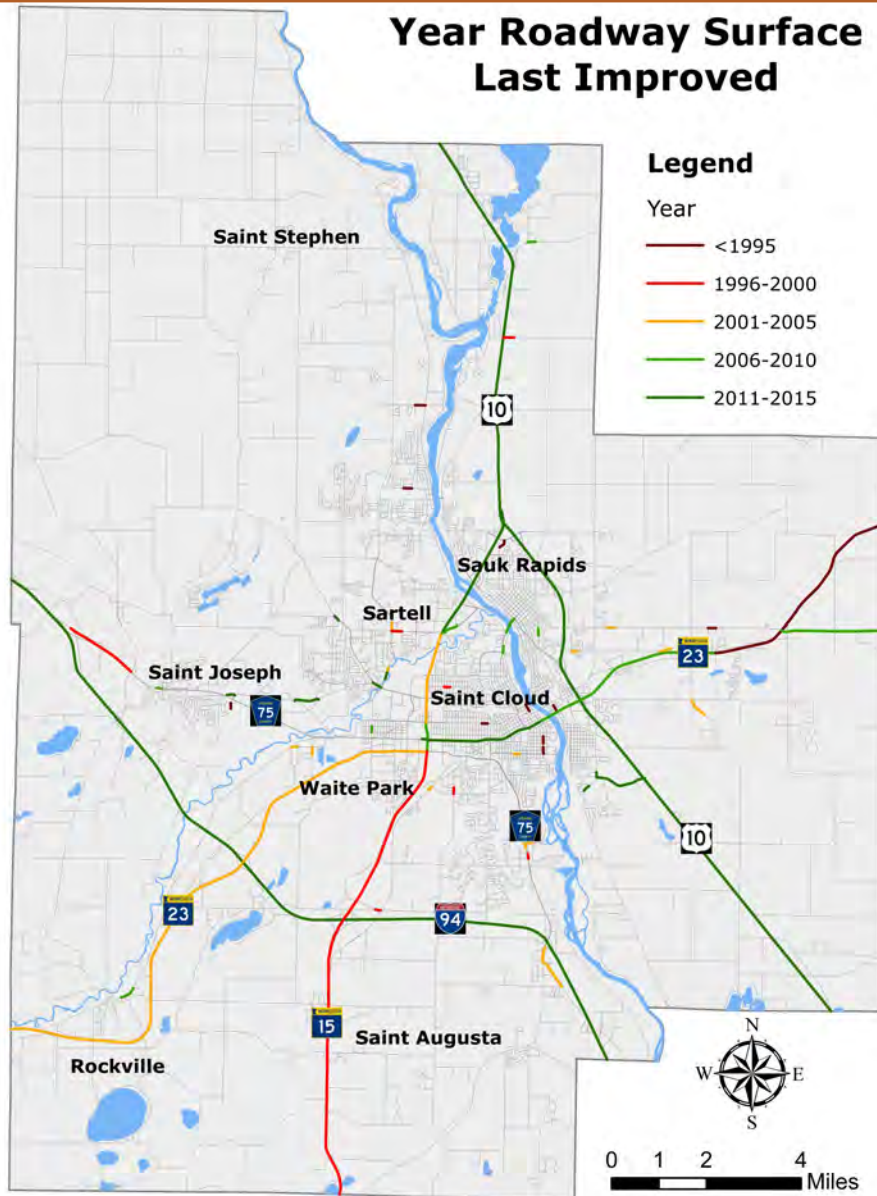 Year Roadway Surface
Last Improved
Legend
Year
<1995
1996-2000
2001-2005
2006-2010
2011-2015
Saint Stephen
10
Sauk Rapids
Sartell
23
Saint Joseph
75
Saint Cloud
Waite Park
75
10
23
94
15
Saint Augusta
Rockville
N
W
E
S
0 1 2 4
Miles